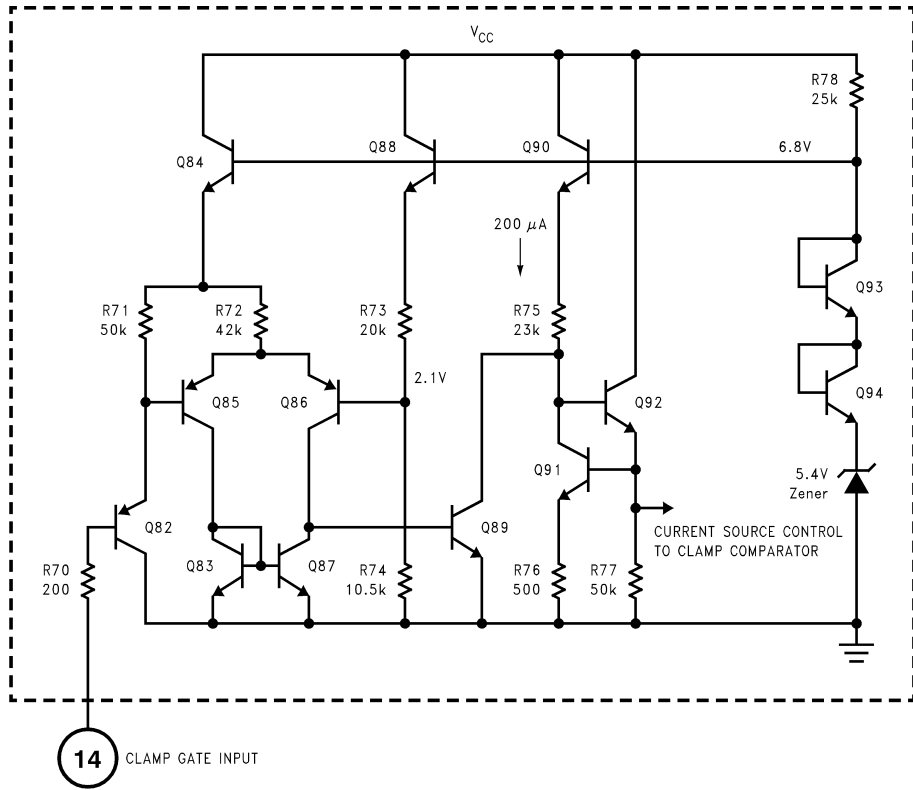 VCC
R78
25k
Q84
Q88
Q90
6.8V
200 μA
R71
50k
R72
42k
R73
20k
R75
23k
Q93
2.1V
Q85
Q86
Q92
Q94
Q91
5.4V
Zener
Q82
Q89
CURRENT SOURCE CONTROL
TO CLAMP COMPARATOR
R70
200
Q83
Q87
R74
10.5k
R76
500
R77
50k
14
CLAMP GATE INPUT